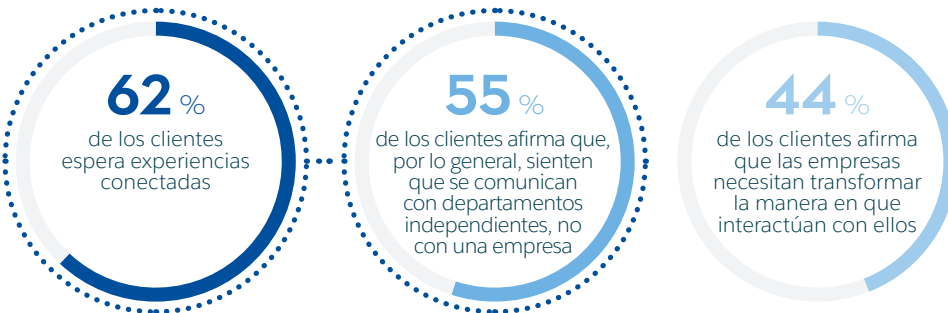 62 %
de los clientes
espera experiencias
conectadas
55 %
de los clientes afirma que,
por lo general, sienten
que se comunican
con departamentos
independientes, no
con una empresa
44 %
de los clientes afirma
que las empresas
necesitan transformar
la manera en que
interactúan con ellos